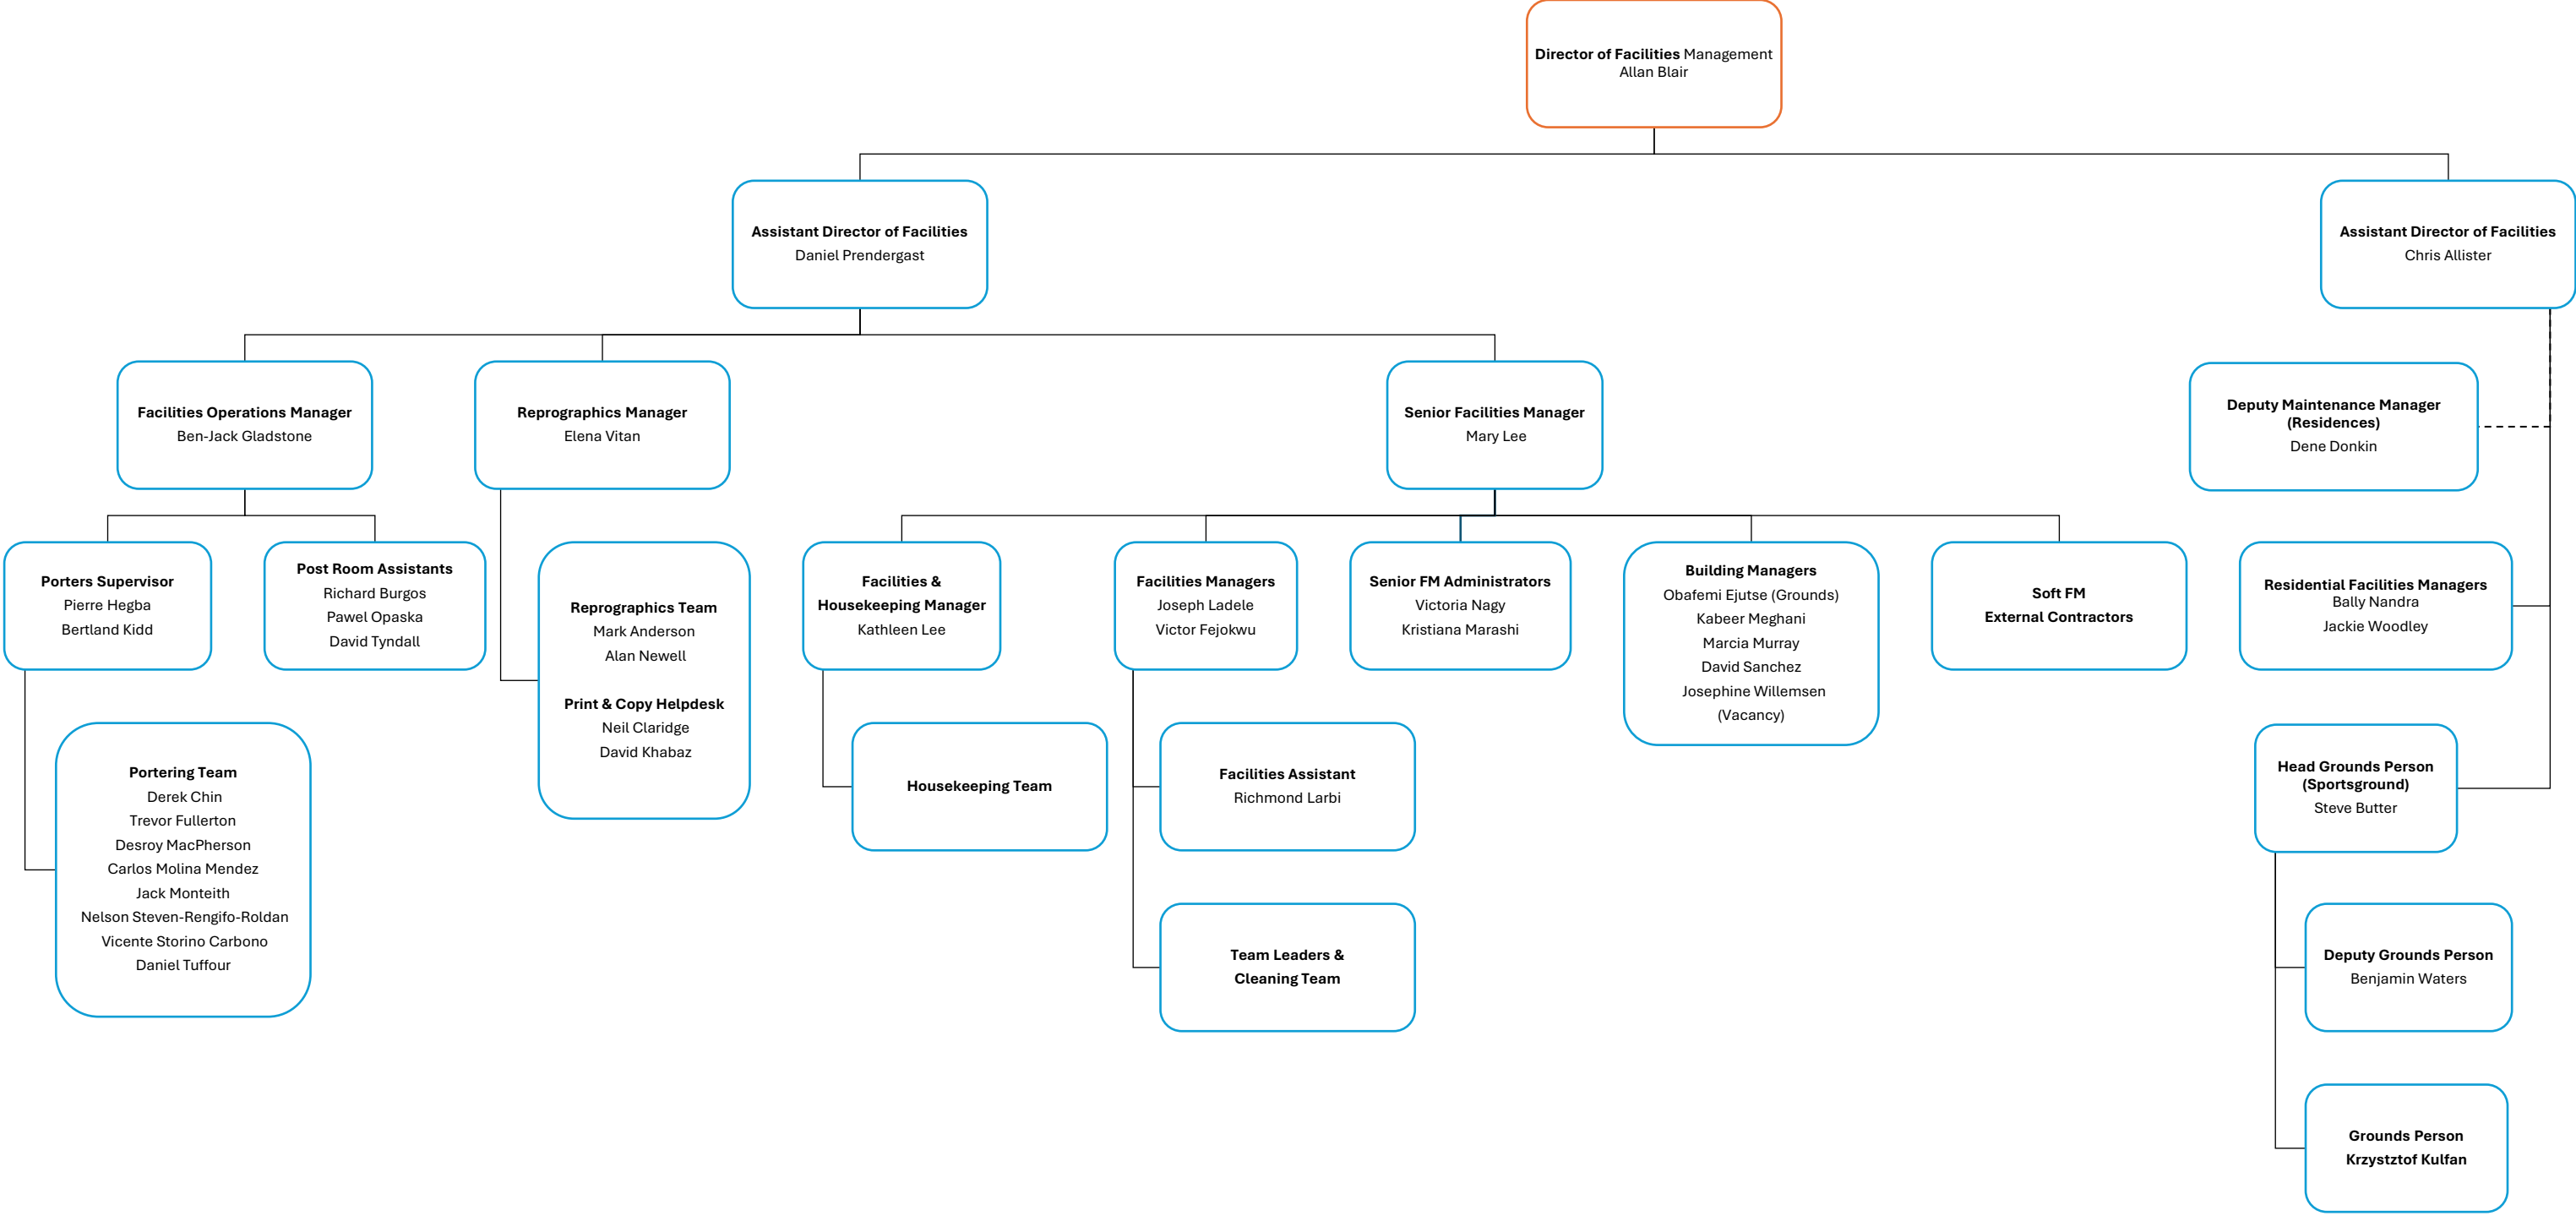 Director of Facilities Management
Allan Blair
Assistant Director of Facilities
Daniel Prendergast
Assistant Director of Facilities
Chris Allister
Facilities Operations Manager
Ben-Jack Gladstone
Reprographics Manager
Elena Vitan
Senior Facilities Manager
Mary Lee
Deputy Maintenance Manager
(Residences)
Dene Donkin
Porters Supervisor
Pierre Hegba
Bertland Kidd
Post Room Assistants
Richard Burgos
Pawel Opaska
David Tyndall
Reprographics Team
Mark Anderson
Alan Newell
Print & Copy Helpdesk
Neil Claridge
David Khabaz
Facilities &
Housekeeping Manager
Kathleen Lee
Facilities Managers
Joseph Ladele
Victor Fejokwu
Senior FM Administrators
Victoria Nagy
Kristiana Marashi
Building Managers
Obafemi Ejutse (Grounds)
Kabeer Meghani
Marcia Murray
David Sanchez
Josephine Willemsen
(Vacancy)
Soft FM
External Contractors
Residential Facilities Managers
Bally Nandra
Jackie Woodley
Portering Team
Derek Chin
Trevor Fullerton
Desroy MacPherson
Carlos Molina Mendez
Jack Monteith
Nelson Steven-Rengifo-Roldan
Vicente Storino Carbono
Daniel Tuffour
Housekeeping Team
Facilities Assistant
Richmond Larbi
Head Grounds Person
(Sportsground)
Steve Butter
Team Leaders &
Cleaning Team
Deputy Grounds Person
Benjamin Waters
Grounds Person
Krzystztof Kulfan